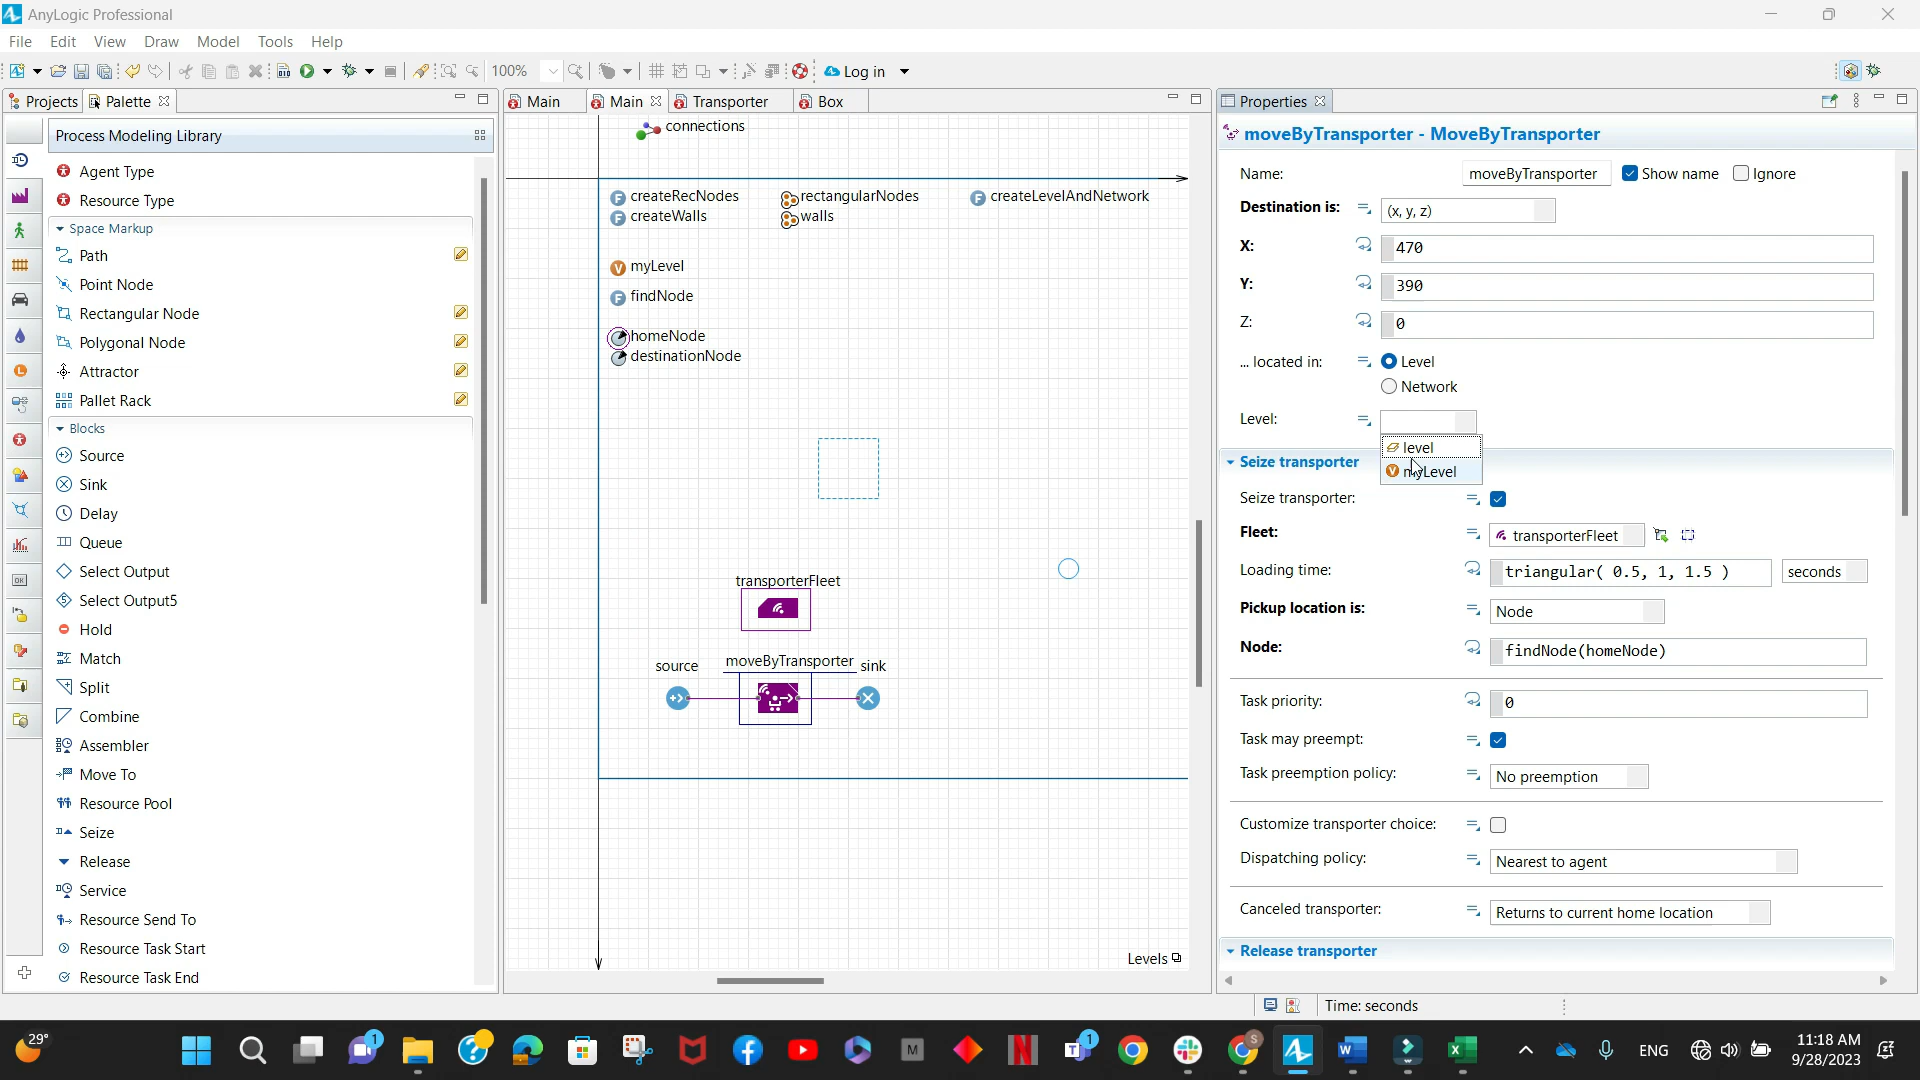 AnyLogic Professional
File Edit View Draw Model Tools Help
100% Log in
Projects Palette
Main Main Transporter Box
Properties
Process Modeling Library
Agent Type
Resource Type
Space Markup
Path
Point Node
Rectangular Node
Polygonal Node
Attractor
Pallet Rack
Blocks
Source
Sink
Delay
Queue
Select Output
Select Output5
Hold
Match
Split
Combine
Assembler
Move To
Resource Pool
Seize
Release
Service
Resource Send To
Resource Task Start
Resource Task End
connections
createRecNodes rectangularNodes createLevelAndNetwork
createWalls walls
myLevel
findNode
homeNode
destinationNode
transporterFleet
source moveByTransporter sink
Levels
moveByTransporter - MoveByTransporter
Name: moveByTransporter Show name Ignore
Destination is: (x, y, z)
X: 470
Y: 390
Z: 0
... located in: Level
Network
Level:
level
myLevel
Seize transporter
Seize transporter:
Fleet: transporterFleet
Loading time: triangular( 0.5, 1, 1.5 ) seconds
Pickup location is: Node
Node: findNode(homeNode)
Task priority: 0
Task may preempt:
Task preemption policy: No preemption
Customize transporter choice:
Dispatching policy: Nearest to agent
Canceled transporter: Returns to current home location
Release transporter
Time: seconds
29°
1
1
ENG
11:18 AM
9/28/2023